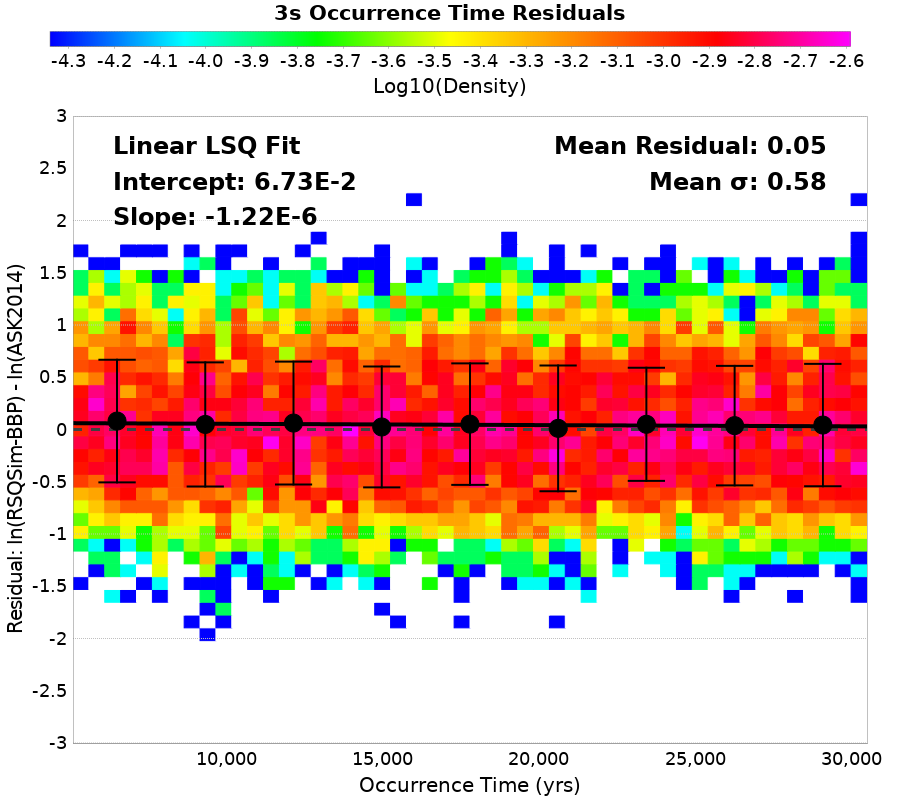 3s Occurrence Time Residuals
-4.3 -4.2 -4.1 -4.0 -3.9 -3.8 -3.7 -3.6 -3.5 -3.4 -3.3 -3.2 -3.1 -3.0 -2.9 -2.8 -2.7 -2.6
Log10(Density)
Linear LSQ Fit
Intercept: 6.73E-2
Slope: -1.22E-6
Mean Residual: 0.05
Mean σ: 0.58
3
2.5
2
1.5
1
0.5
0
-0.5
-1
-1.5
-2
-2.5
-3
Residual: ln(RSQSim-BBP) - ln(ASK2014)
10,000 15,000 20,000 25,000 30,000
Occurrence Time (yrs)